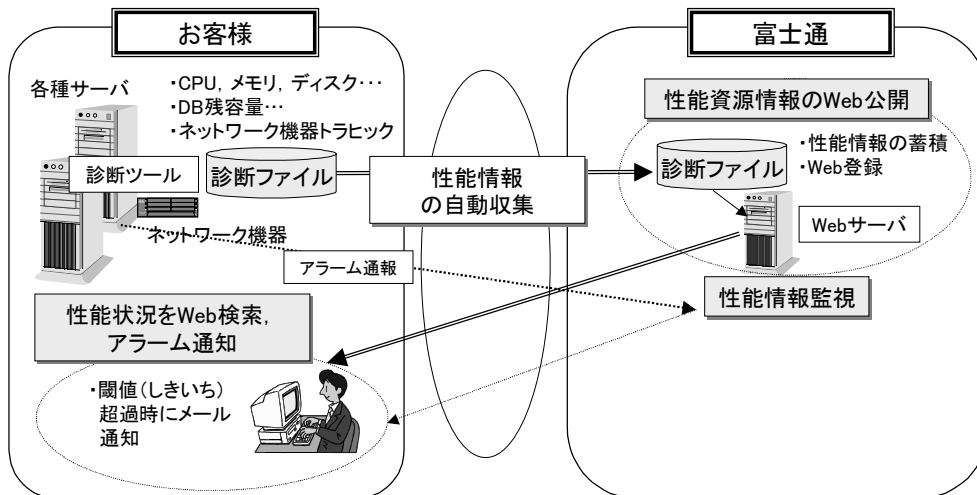 お客様
各種サーバ
・CPU, メモリ, ディスク･･･
・DB残容量…
・ネットワーク機器トラヒック
診断ツール
診断ファイル
ネットワーク機器
性能情報
の自動収集
アラーム通報
性能状況をWeb検索,
アラーム通知
・閾値(しきいち)
超過時にメール
通知
富士通
性能資源情報のWeb公開
診断ファイル
・性能情報の蓄積
・Web登録
Webサーバ
性能情報監視